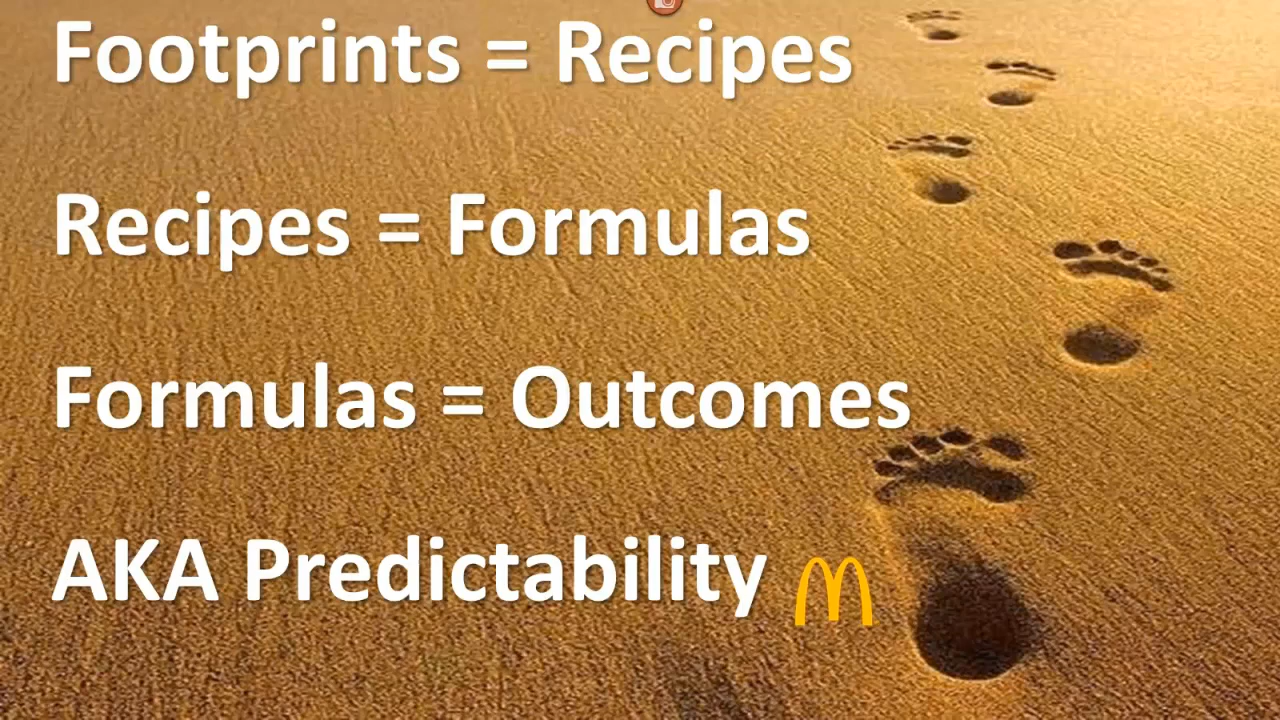 Footprints = Recipes
Recipes = Formulas
Formulas = Outcomes
AKA Predictability